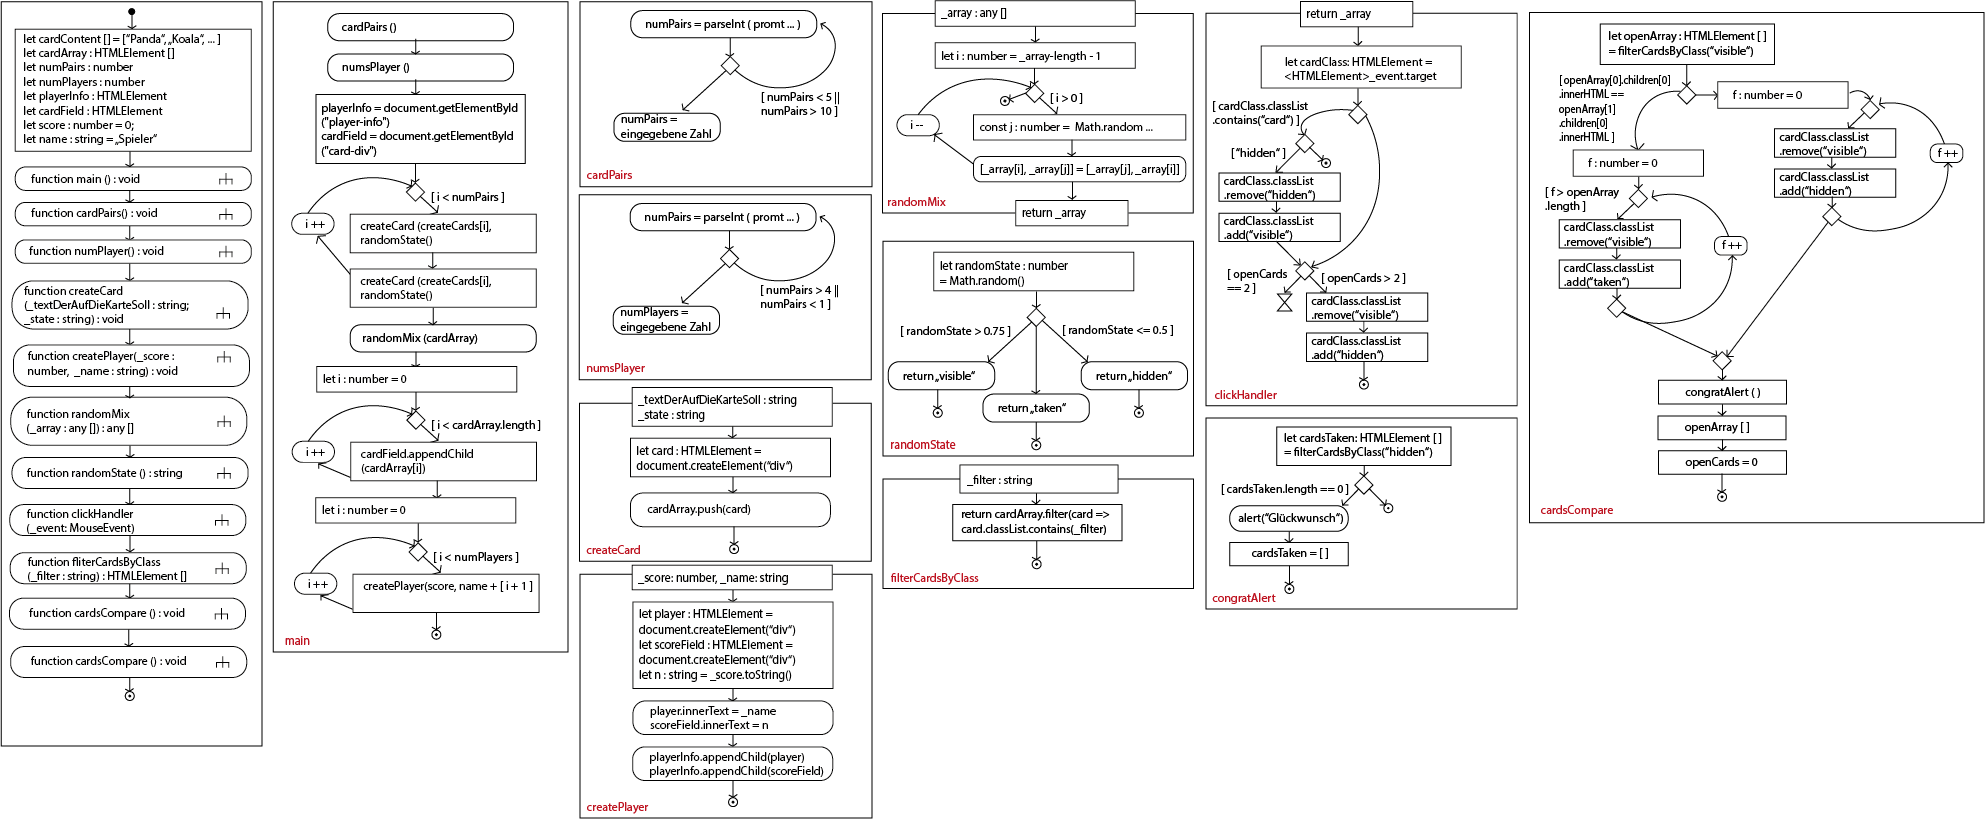 let cardContent [] = ["Panda“,„Koala“, ... ]
let cardArray : HTMLElement []
let numPairs : number
let numPlayers : number
let playerInfo : HTMLElement
let cardField : HTMLElement
let score : number = 0;
let name : string = „Spieler“
function main () : void
function cardPairs() : void
function numPlayer() : void
function createCard
(_textDerAufDieKarteSoll : string;
_state : string) : void
function createPlayer(_score :
number, _name : string) : void
function randomMix
(_array : any []) : any []
function randomState () : string
function clickHandler
(_event: MouseEvent)
function fliterCardsByClass
(_filter : string) : HTMLElement []
function cardsCompare () : void
function cardsCompare () : void
cardPairs ()
numsPlayer ()
playerInfo = document.getElementById
("player-info")
cardField = document.getElementById
("card-div")
[ i < numPairs ]
i ++
createCard (createCards[i],
randomState()
createCard (createCards[i],
randomState()
randomMix (cardArray)
let i : number = 0
[ i < cardArray.length ]
i ++
cardField.appendChild
(cardArray[i])
let i : number = 0
[ i < numPlayers ]
i ++
createPlayer(score, name + [ i + 1 ]
main
numPairs = parseInt ( promt ... )
[ numPairs < 5 ||
numPairs > 10 ]
numPairs =
eingegebene Zahl
cardPairs
numPairs = parseInt ( promt ... )
[ numPairs > 4 ||
numPairs < 1 ]
numPlayers =
eingegebene Zahl
numsPlayer
_textDerAufDieKarteSoll : string
_state : string
let card : HTMLElement =
document.createElement(“div“)
cardArray.push(card)
createCard
_score: number, _name: string
let player : HTMLElement =
document.createElement(“div“)
let scoreField : HTMLElement =
document.createElement(“div“)
let n : string = _score.toString()
player.innerText = _name
scoreField.innerText = n
playerInfo.appendChild(player)
playerInfo.appendChild(scoreField)
createPlayer
_array : any []
let i : number = _array-length - 1
[ i > 0 ]
i --
const j : number = Math.random ...
[_array[i], _array[j]] = [_array[j], _array[i]]
return _array
randomMix
let randomState : number
= Math.random()
[ randomState > 0.75 ]
[ randomState <= 0.5 ]
return „visible“
return „hidden“
return „taken“
randomState
_filter : string
return cardArray.filter(card =>
card.classList.contains(_filter)
filterCardsByClass
return _array
let cardClass: HTMLElement =
<HTMLElement>_event.target
[ cardClass.classList
.contains(“card“) ]
[ “hidden“ ]
cardClass.classList
.remove(“hidden“)
cardClass.classList
.add(“visible“)
[ openCards
== 2 ]
[ openCards > 2 ]
cardClass.classList
.remove(“visible“)
cardClass.classList
.add(“hidden“)
clickHandler
let cardsTaken: HTMLElement [ ]
= filterCardsByClass(“hidden“)
[ cardsTaken.length == 0 ]
alert(“Glückwunsch“)
cardsTaken = [ ]
congratAlert
let openArray : HTMLElement [ ]
= filterCardsByClass(“visible“)
[ openArray[0].children[0]
.innerHTML ==
openArray[1]
.children[0]
.innerHTML ]
f : number = 0
cardClass.classList
.remove(“visible“)
cardClass.classList
.add(“hidden“)
f ++
f : number = 0
[ f > openArray
.length ]
cardClass.classList
.remove(“visible“)
cardClass.classList
.add(“taken“)
f ++
congratAlert ( )
openArray [ ]
openCards = 0
cardsCompare